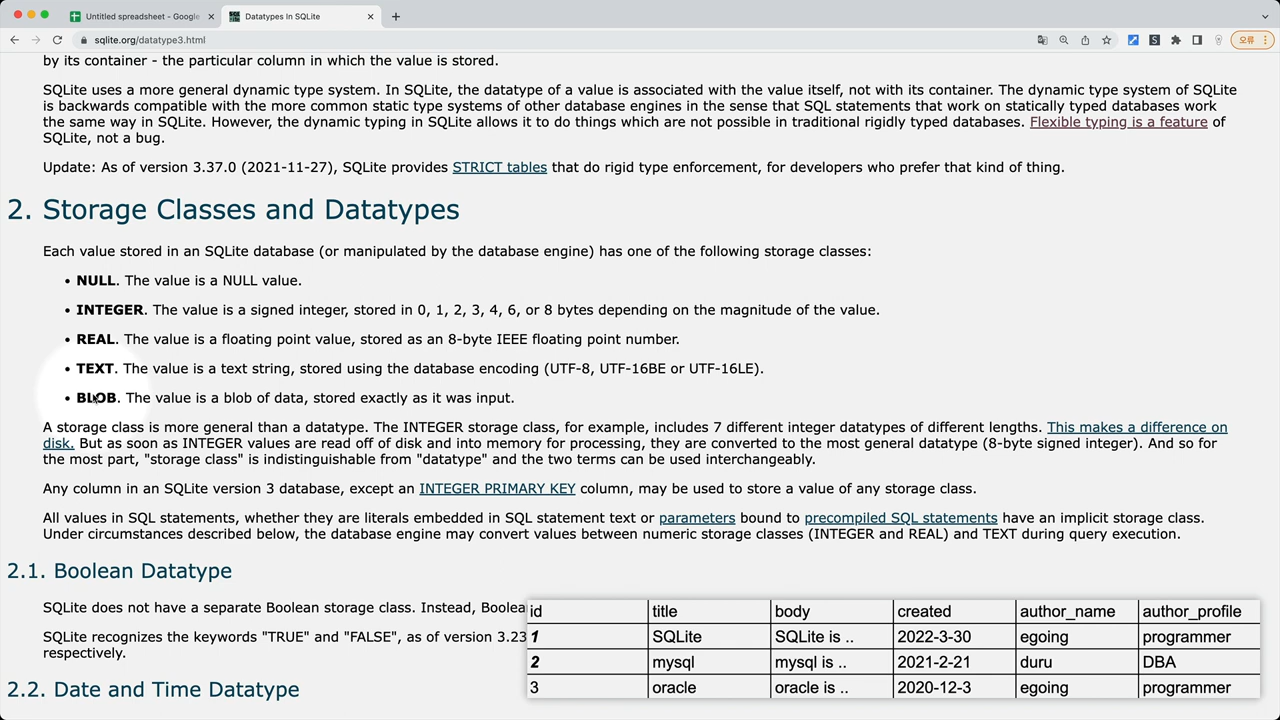 Untitled spreadsheet - Google
Datatypes In SQLite
sqlite.org/datatype3.html
오류
by its container - the particular column in which the value is stored.
SQLite uses a more general dynamic type system. In SQLite, the datatype of a value is associated with the value itself, not with its container. The dynamic type system of SQLite
is backwards compatible with the more common static type systems of other database engines in the sense that SQL statements that work on statically typed databases work
the same way in SQLite. However, the dynamic typing in SQLite allows it to do things which are not possible in traditional rigidly typed databases. Flexible typing is a feature of
SQLite, not a bug.
Update: As of version 3.37.0 (2021-11-27), SQLite provides STRICT tables that do rigid type enforcement, for developers who prefer that kind of thing.
2. Storage Classes and Datatypes
Each value stored in an SQLite database (or manipulated by the database engine) has one of the following storage classes:
• NULL. The value is a NULL value.
• INTEGER. The value is a signed integer, stored in 0, 1, 2, 3, 4, 6, or 8 bytes depending on the magnitude of the value.
• REAL. The value is a floating point value, stored as an 8-byte IEEE floating point number.
• TEXT. The value is a text string, stored using the database encoding (UTF-8, UTF-16BE or UTF-16LE).
• BLOB. The value is a blob of data, stored exactly as it was input.
A storage class is more general than a datatype. The INTEGER storage class, for example, includes 7 different integer datatypes of different lengths. This makes a difference on
disk. But as soon as INTEGER values are read off of disk and into memory for processing, they are converted to the most general datatype (8-byte signed integer). And so for
the most part, "storage class" is indistinguishable from "datatype" and the two terms can be used interchangeably.
Any column in an SQLite version 3 database, except an INTEGER PRIMARY KEY column, may be used to store a value of any storage class.
All values in SQL statements, whether they are literals embedded in SQL statement text or parameters bound to precompiled SQL statements have an implicit storage class.
Under circumstances described below, the database engine may convert values between numeric storage classes (INTEGER and REAL) and TEXT during query execution.
2.1. Boolean Datatype
SQLite does not have a separate Boolean storage class. Instead, Boolea
SQLite recognizes the keywords "TRUE" and "FALSE", as of version 3.23
respectively.
2.2. Date and Time Datatype
id title body created author_name author_profile
1 SQLite SQLite is .. 2022-3-30 egoing programmer
2 mysql mysql is .. 2021-2-21 duru DBA
3 oracle oracle is .. 2020-12-3 egoing programmer